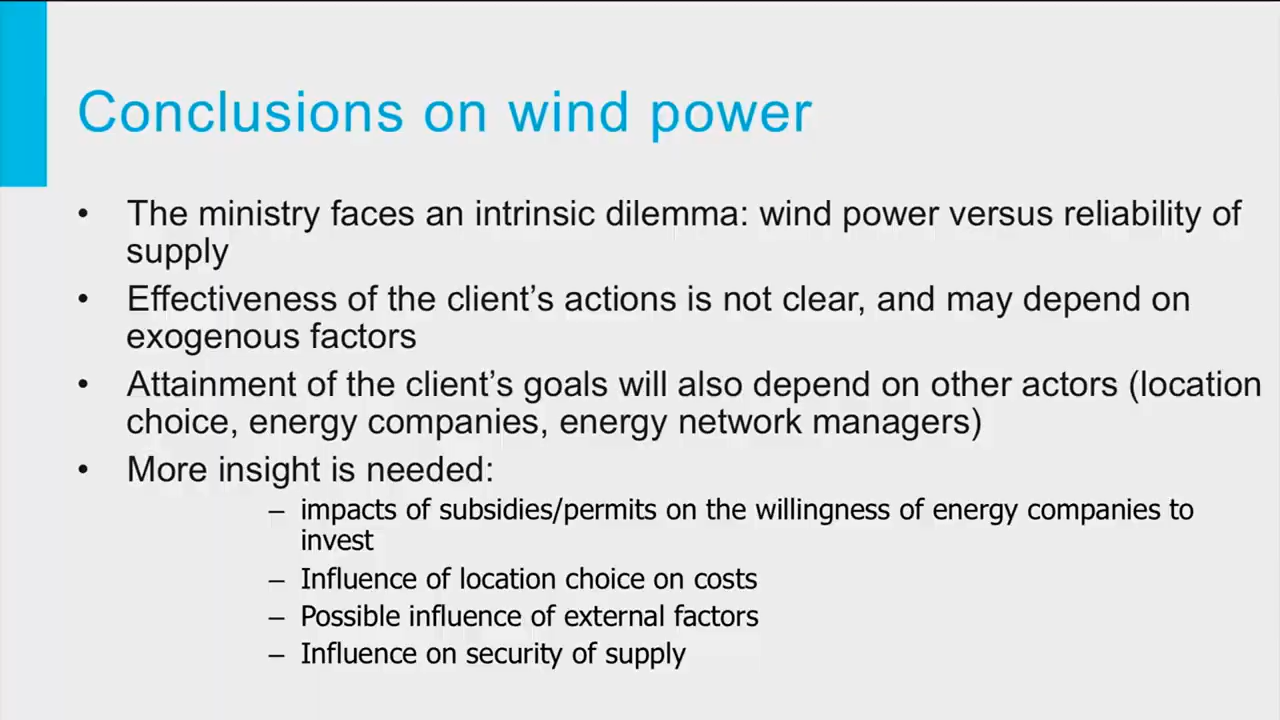 Conclusions on wind power
• The ministry faces an intrinsic dilemma: wind power versus reliability of
supply
• Effectiveness of the client’s actions is not clear, and may depend on
exogenous factors
• Attainment of the client’s goals will also depend on other actors (location
choice, energy companies, energy network managers)
• More insight is needed:
– impacts of subsidies/permits on the willingness of energy companies to
invest
– Influence of location choice on costs
– Possible influence of external factors
– Influence on security of supply